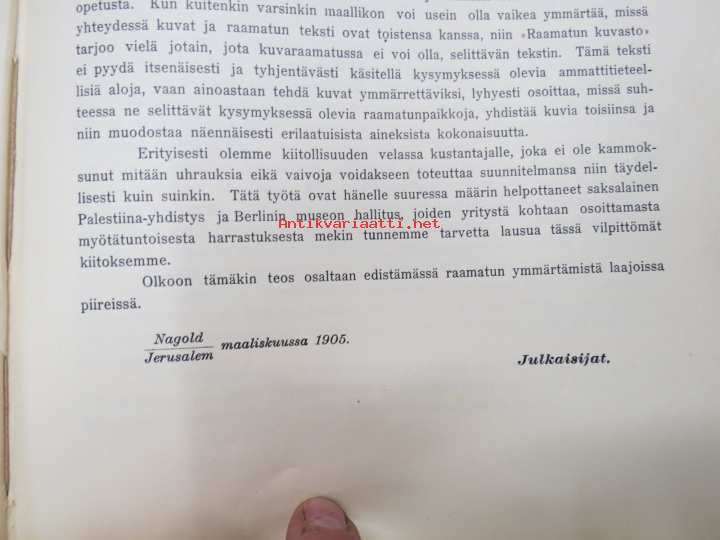 opetusta. Kun kuitenkin varsinkin maallikon voi usein olla vaikea ymmärtää, missä
yhteydessä kuvat ja raamatun teksti ovat toistensa kanssa, niin «Raamatun kuvasto»
tarjoo vielä jotain, jota kuvaraamatussa ei voi olla, selittävän tekstin. Tämä teksti
ei pyydä itsenäisesti ja tyhjentävästi käsitellä kysymyksessä olevia ammattitieteel-
lisiä aloja, vaan ainoastaan tehdä kuvat ymmärrettäviksi, lyhyesti osoittaa, missä suh-
teessa ne selittävät kysymyksessä olevia raamatunpaikkoja, yhdistää kuvia toisiinsa ja
niin muodostaa näennäisesti erilaatuisista aineksista kokonaisuutta.
Erityisesti olemme kiitollisuuden velassa kustantajalle, joka ei ole kammok-
sunut mitään uhrauksia eikä vaivoja voidakseen toteuttaa suunnitelmansa niin täydel-
lisesti kuin suinkin. Tätä työtä ovat hänelle suuressa määrin helpottaneet saksalainen
Palestiina-yhdistys ja Berlinin museon hallitus, joiden yritystä kohtaan osoittamasta
Antikvariaatti.net
myötätuntoisesta harrastuksesta mekin tunnemme tarvetta lausua tässä vilpittömät
kiitoksemme.
Olkoon tämäkin teos osaltaan edistämässä raamatun ymmärtämistä laajoissa
piireissä.
Nagold
Jerusalem maaliskuussa 1905.
Julkaisijat.